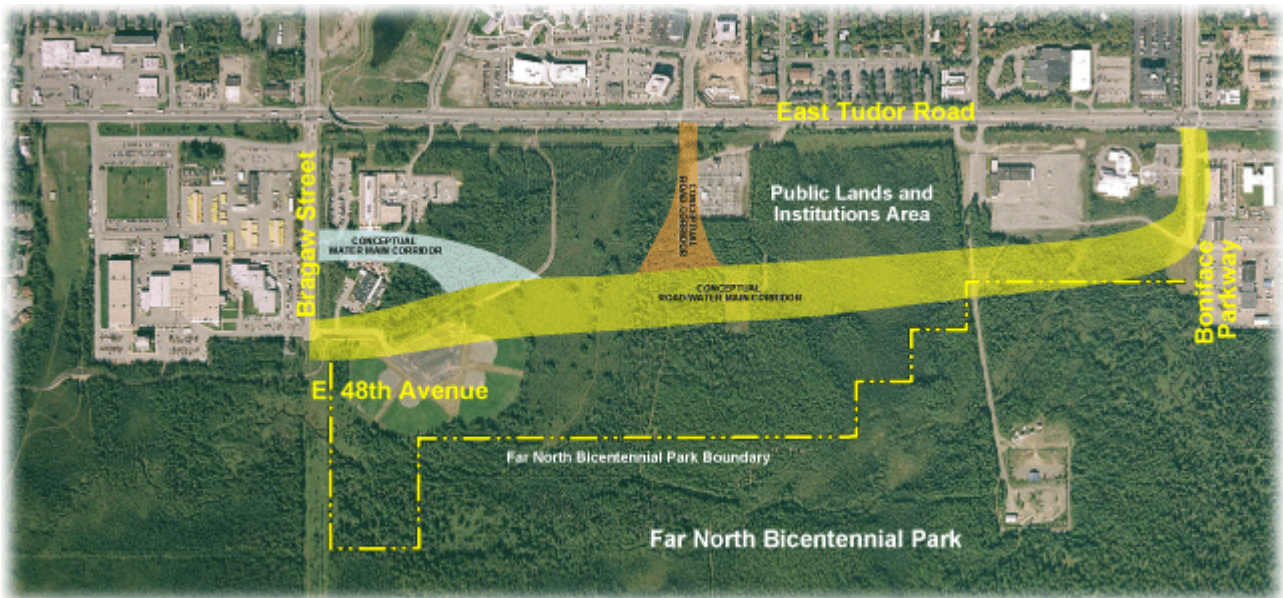 East Tudor Road
Bragaw Street
CONCEPTUAL
ROAD CORRIDOR
Public Lands and
Institutions Area
CONCEPTUAL
WATER MAIN CORRIDOR
CONCEPTUAL
ROAD/WATER MAIN CORRIDOR
Boniface
Parkway
E. 48th Avenue
Far North Bicentennial Park Boundary
Far North Bicentennial Park